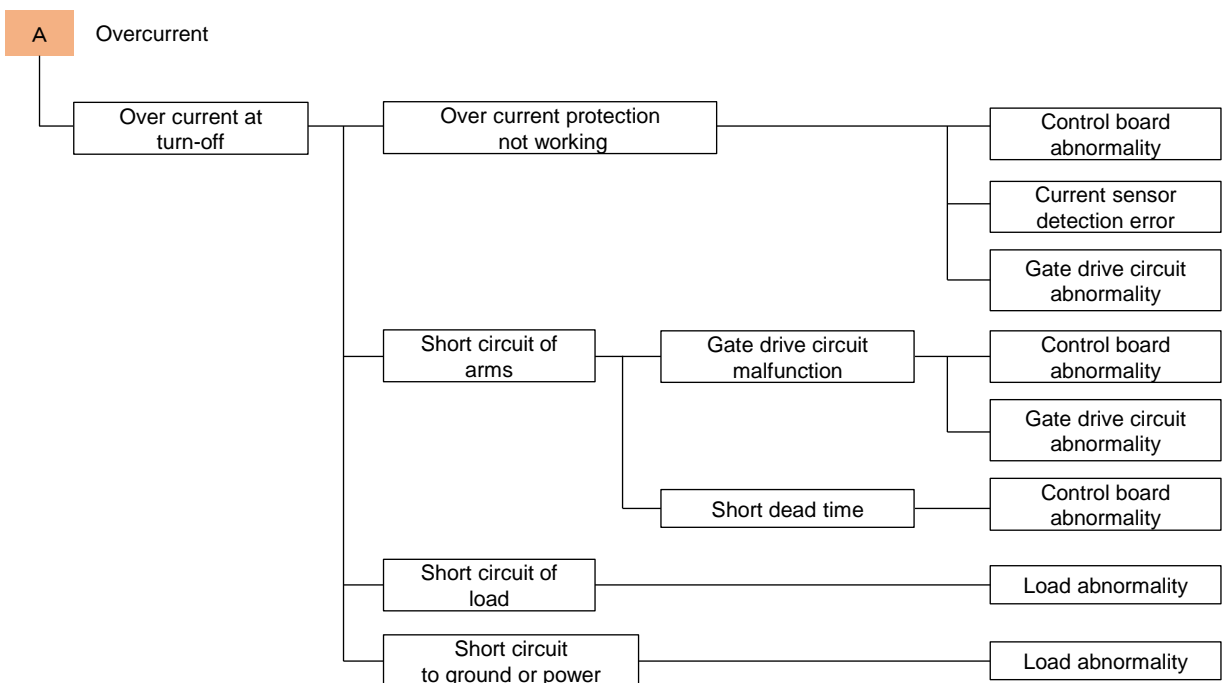 A
Overcurrent
Over current at
turn-off
Over current protection
not working
Control board
abnormality
Current sensor
detection error
Gate drive circuit
abnormality
Short circuit of
arms
Gate drive circuit
malfunction
Control board
abnormality
Gate drive circuit
abnormality
Short dead time
Control board
abnormality
Short circuit of
load
Load abnormality
Short circuit
to ground or power
Load abnormality